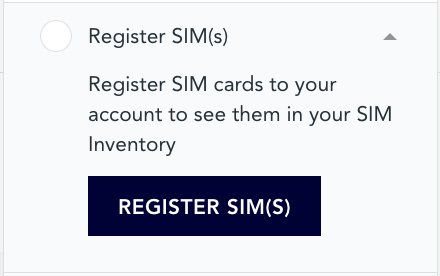 Register SIM(s)
Register SIM cards to your
account to see them in your SIM
Inventory
REGISTER SIM(S)